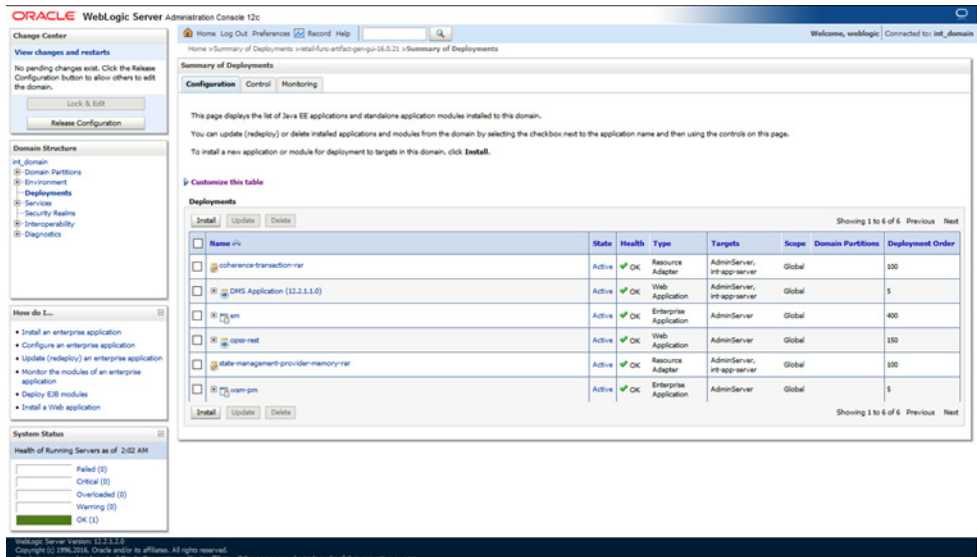 ORACLE WebLogic Server Administration Console 12c
Change Center
View changes and restarts
No pending changes exist. Click the Release
Configuration button to allow others to edit
the domain.
Lock & Edit
Release Configuration
Domain Structure
int_domain
Domain Partitions
Environment
Deployments
Services
Security Realms
Interoperability
Diagnostics
How do I...
Install an enterprise application
Configure an enterprise application
Update (redeploy) an enterprise application
Monitor the modules of an enterprise
application
Deploy EJB modules
Install a Web application
System Status
Health of Running Servers as of 2:02 AM
Failed (0)
Critical (0)
Overloaded (0)
Warning (0)
OK (1)
Home Log Out Preferences Record Help
Welcome, weblogic Connected to: int_domain
Home >Summary of Deployments >retail-func-artifact-gen-gui-16.0.21 >Summary of Deployments
Summary of Deployments
Configuration Control Monitoring
This page displays the list of Java EE applications and standalone application modules installed to this domain.
You can update (redeploy) or delete installed applications and modules from the domain by selecting the checkbox next to the application name and then using the controls on this page.
To install a new application or module for deployment to targets in this domain, click Install.
Customize this table
Deployments
Install Update Delete Showing 1 to 6 of 6 Previous Next
Name State Health Type Targets Scope Domain Partitions Deployment Order
coherence-transaction-rar Active OK Resource Adapter AdminServer, int-app-server Global 100
DMS Application (12.2.1.1.0) Active OK Web Application AdminServer, int-app-server Global 5
em Active OK Enterprise Application AdminServer Global 400
opss-rest Active OK Web Application AdminServer Global 150
state-management-provider-memory-rar Active OK Resource Adapter AdminServer, int-app-server Global 100
wsm-pm Active OK Enterprise Application AdminServer Global 5
Install Update Delete Showing 1 to 6 of 6 Previous Next
WebLogic Server Version: 12.2.1.2.0
Copyright (c) 1996,2016, Oracle and/or its affiliates. All rights reserved.